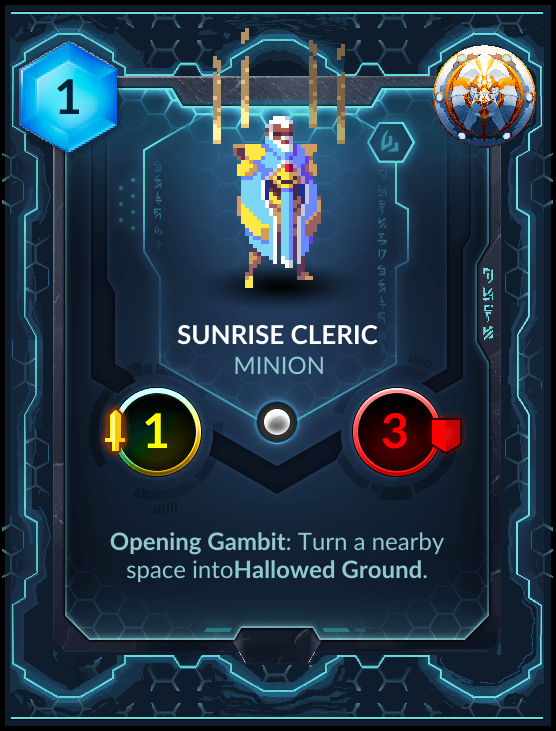 1
SUNRISE CLERIC
MINION
1
3
Opening Gambit: Turn a nearby
space intoHallowed Ground.